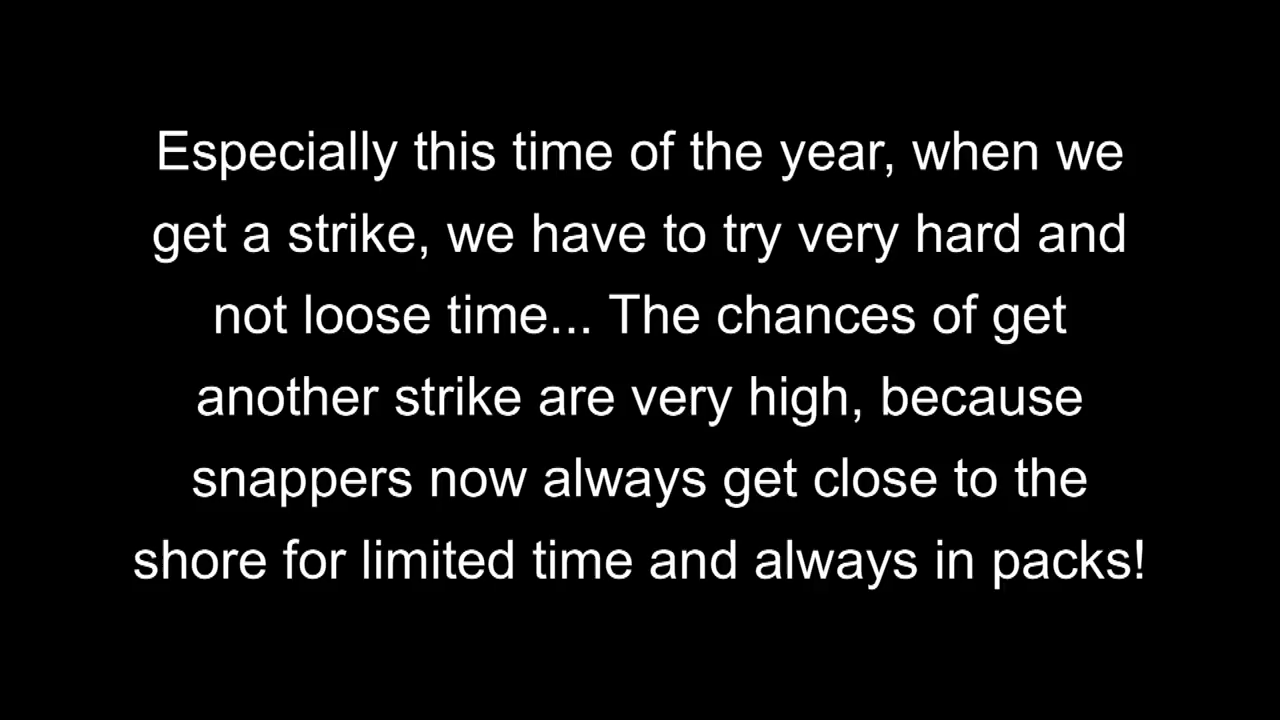 Especially this time of the year, when we
get a strike, we have to try very hard and
not loose time... The chances of get
another strike are very high, because
snappers now always get close to the
shore for limited time and always in packs!